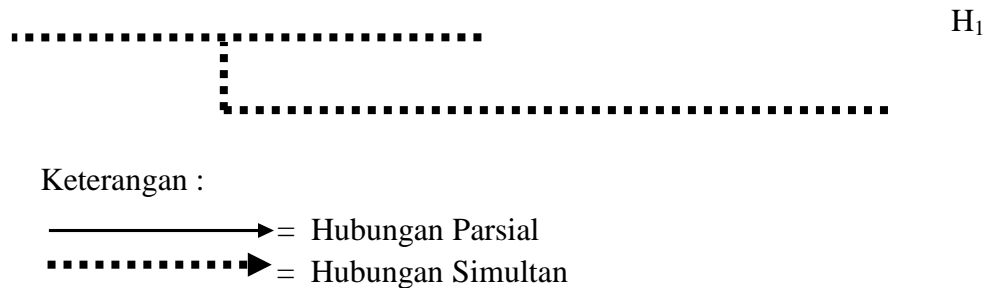 H₁
Keterangan :
= Hubungan Parsial
= Hubungan Simultan